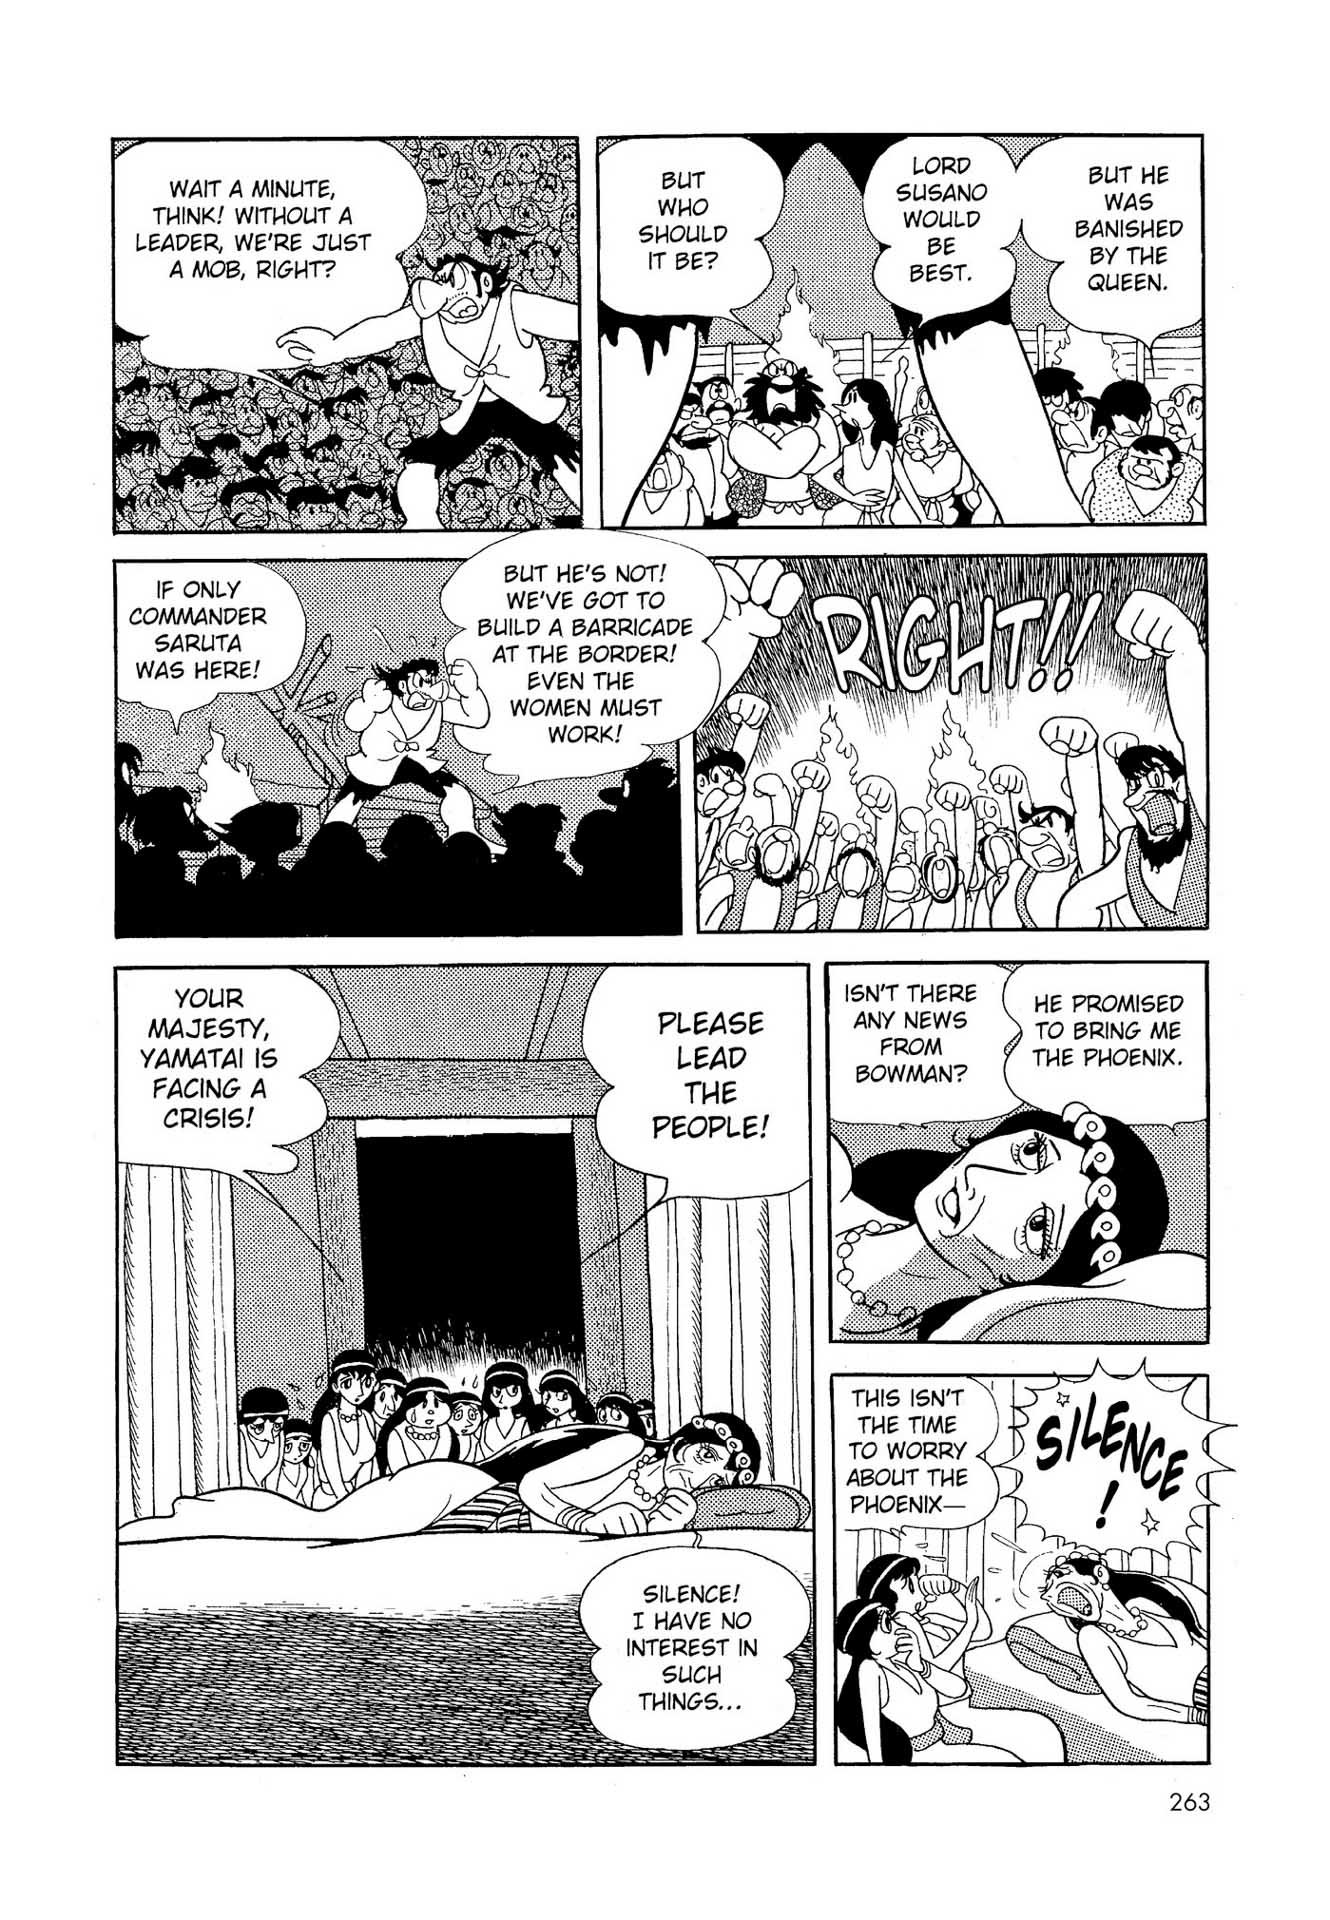 WAIT A MINUTE,
THINK! WITHOUT A
LEADER, WE'RE JUST
A MOB, RIGHT?
BUT
WHO
SHOULD
IT BE?
LORD
SUSANO
WOULD
BE
BEST.
BUT HE
WAS
BANISHED
BY THE
QUEEN.
IF ONLY
COMMANDER
SARUTA
WAS HERE!
BUT HE'S NOT!
WE'VE GOT TO
BUILD A BARRICADE
AT THE BORDER!
EVEN THE
WOMEN MUST
WORK!
RIGHT!!
YOUR
MAJESTY,
YAMATAI IS
FACING A
CRISIS!
PLEASE
LEAD
THE
PEOPLE!
SILENCE!
I HAVE NO
INTEREST IN
SUCH
THINGS...
ISN'T THERE
ANY NEWS
FROM
BOWMAN?
HE PROMISED
TO BRING ME
THE PHOENIX.
THIS ISN'T
THE TIME
TO WORRY
ABOUT THE
PHOENIX—
SILENCE
!
263